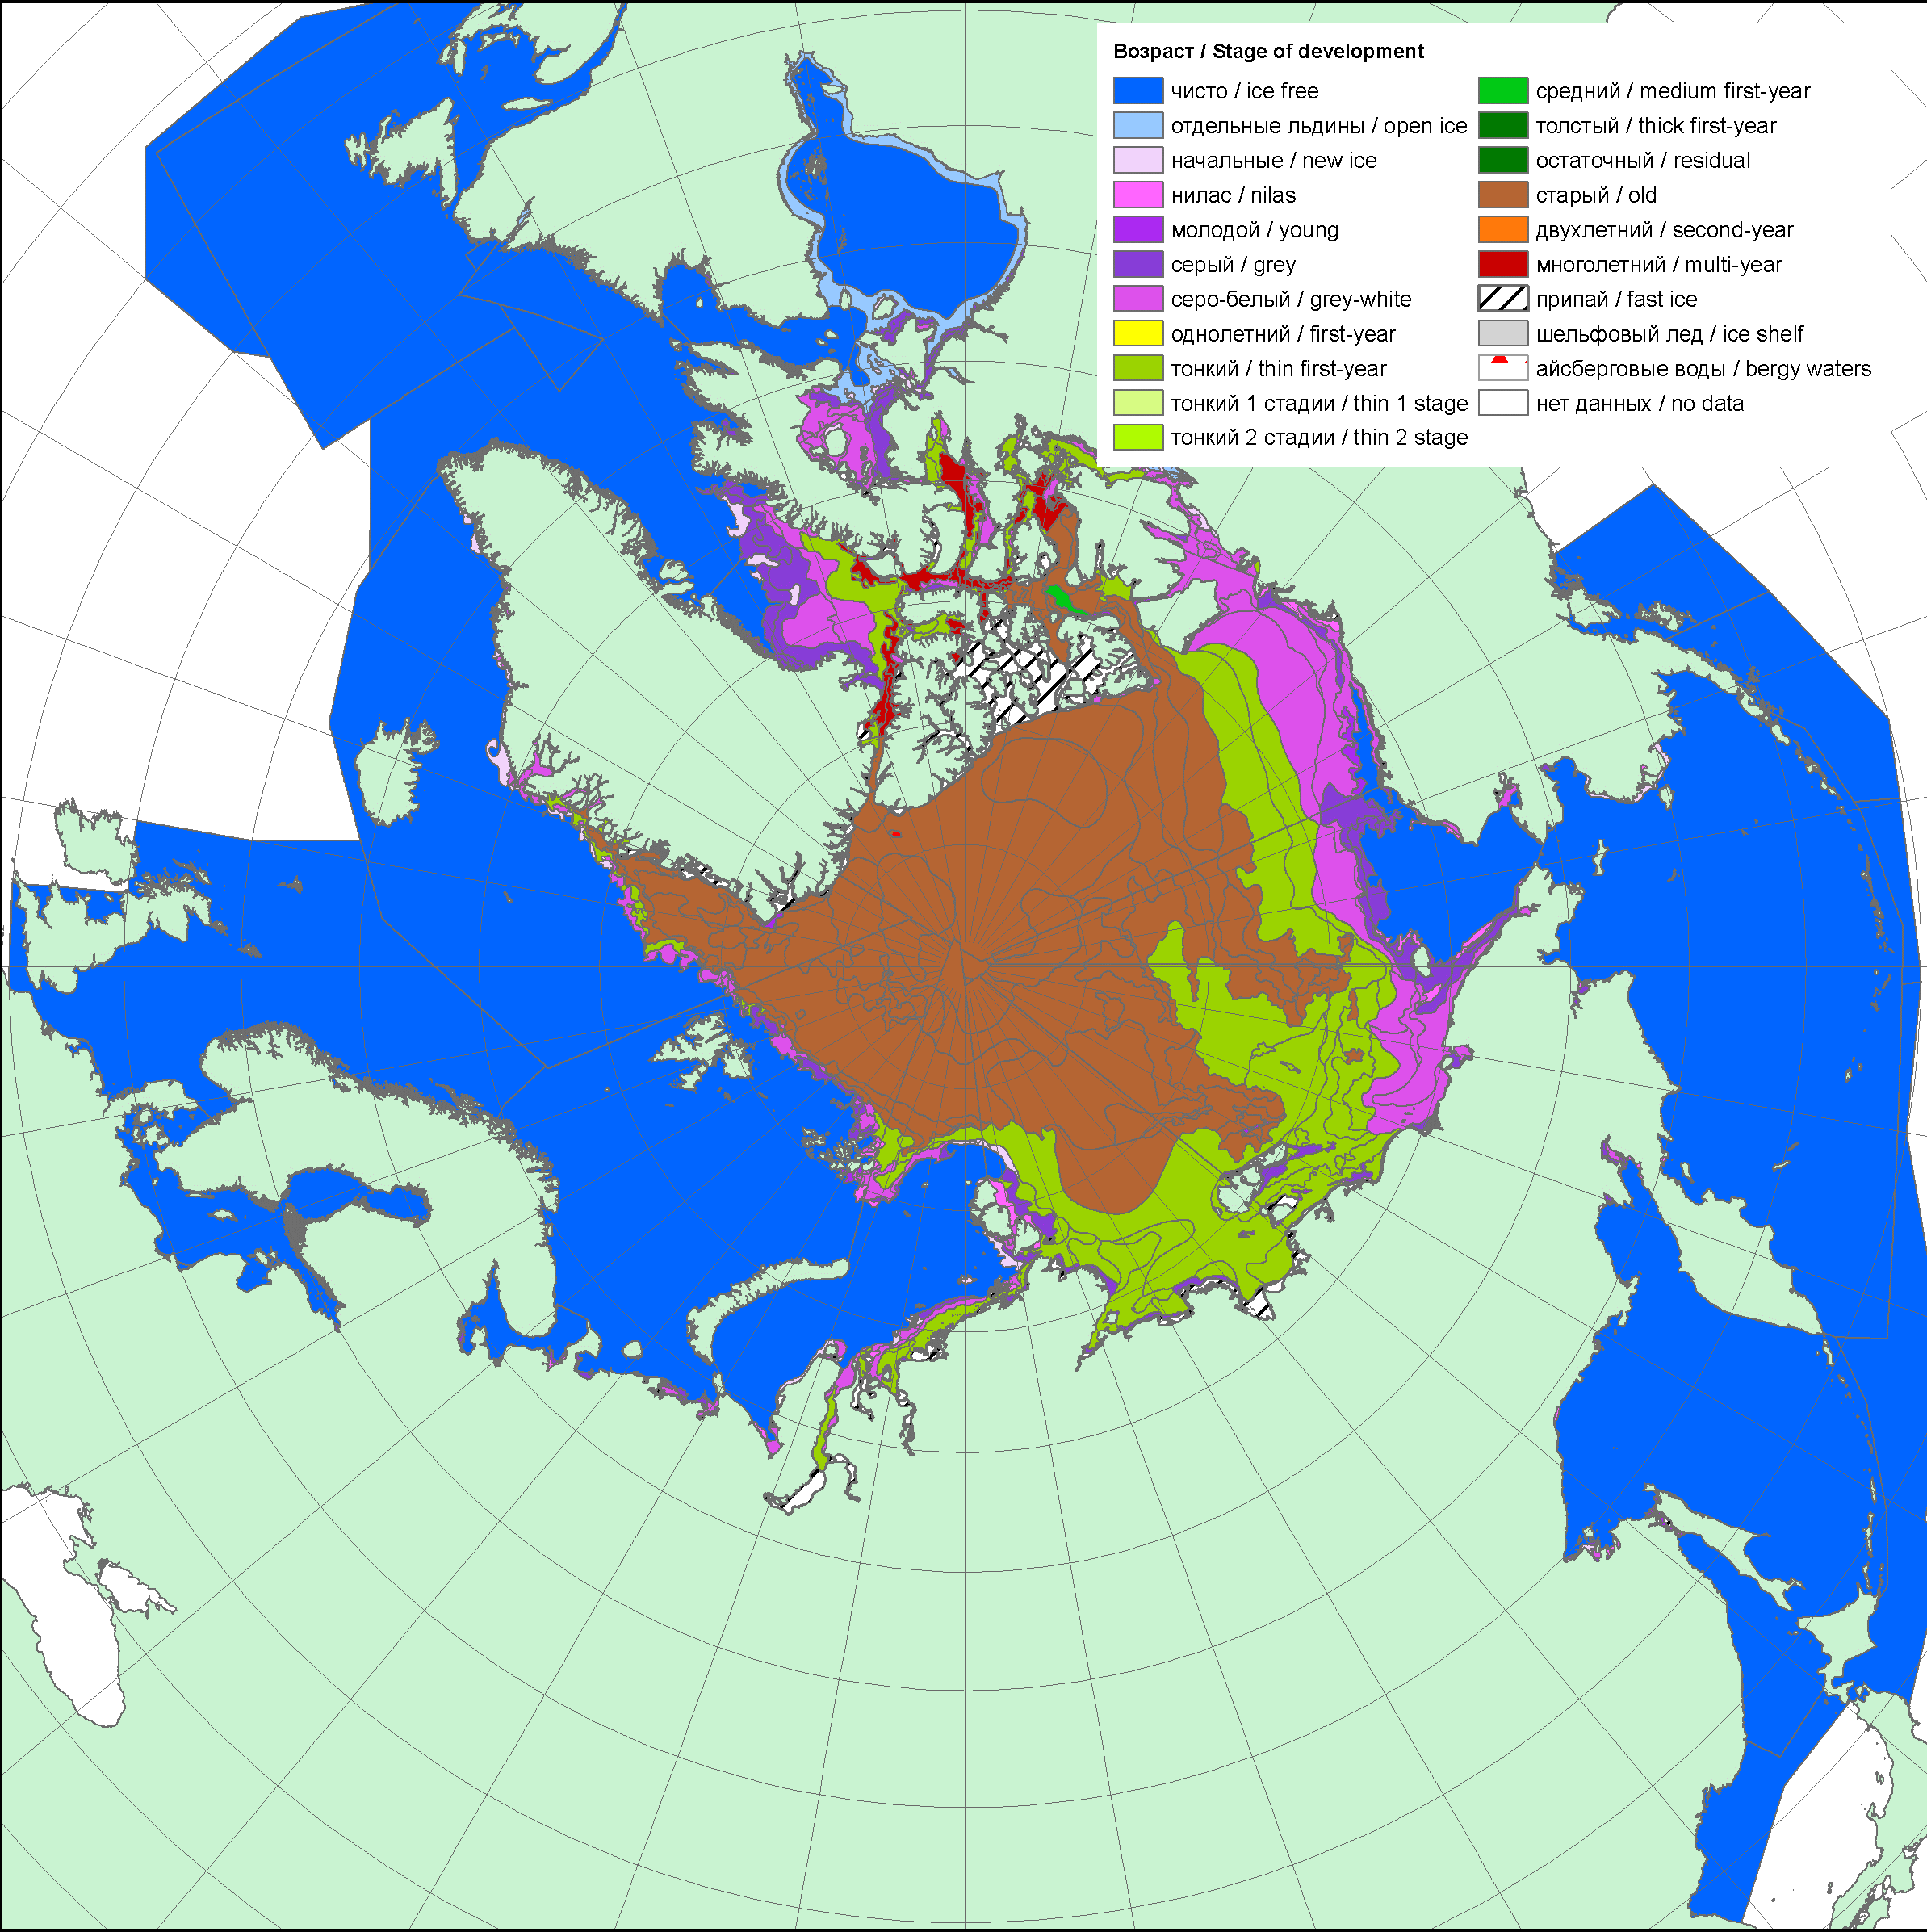 Возраст / Stage of development
чисто / ice free
отдельные льдины / open ice
начальные / new ice
нилас / nilas
молодой / young
серый / grey
серо-белый / grey-white
однолетний / first-year
тонкий / thin first-year
тонкий 1 стадии / thin 1 stage
тонкий 2 стадии / thin 2 stage
средний / medium first-year
толстый / thick first-year
остаточный / residual
старый / old
двухлетний / second-year
многолетний / multi-year
припай / fast ice
шельфовый лед / ice shelf
айсберговые воды / bergy waters
нет данных / no data